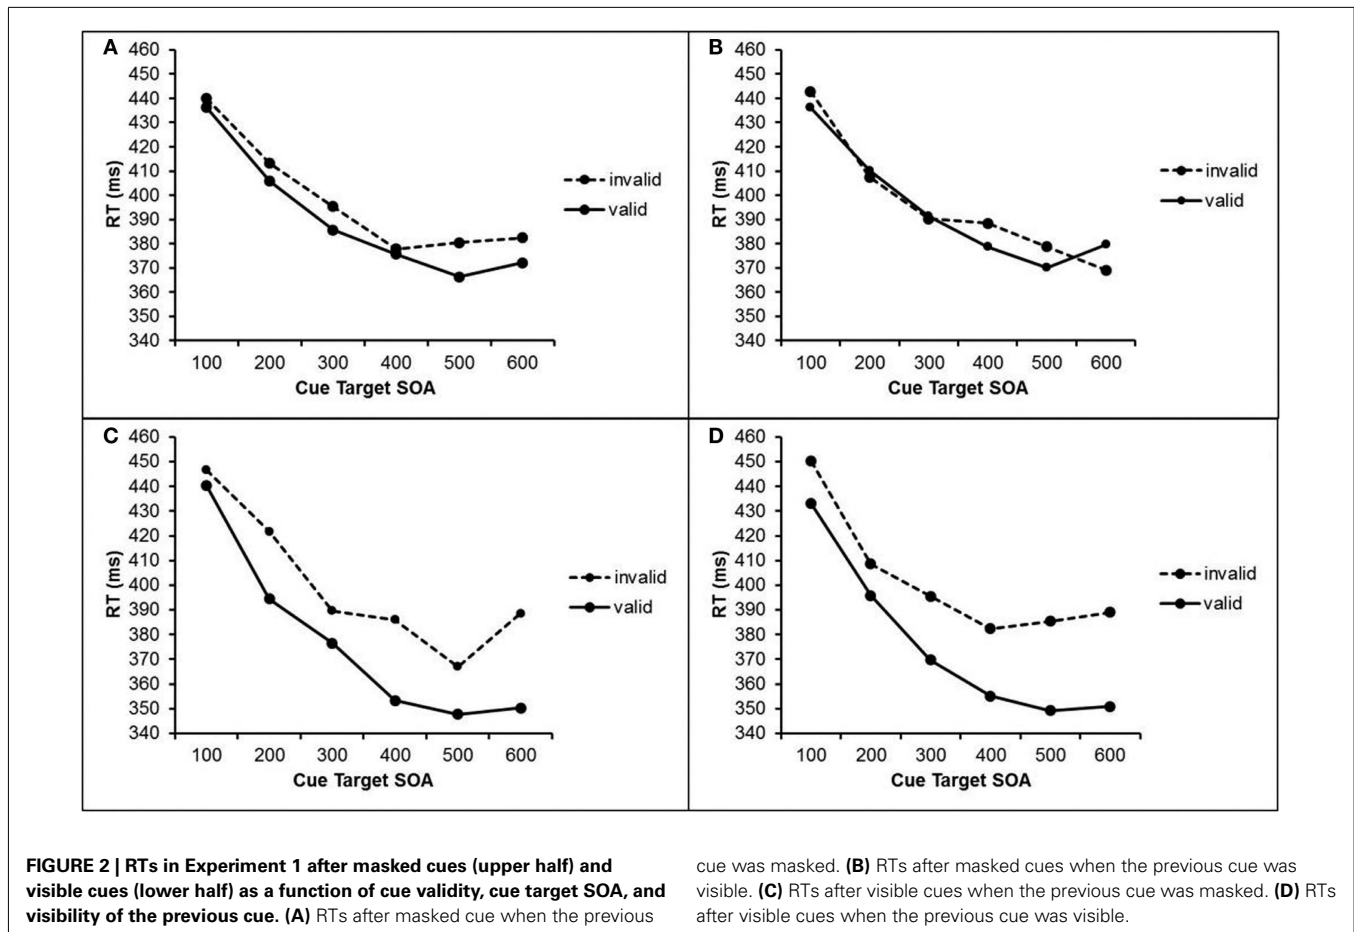 A
460
450
440
430
420
410
400
390
380
370
360
350
340
RT (ms)
100 200 300 400 500 600
Cue Target SOA
invalid
valid
B
460
450
440
430
420
410
400
390
380
370
360
350
340
RT (ms)
100 200 300 400 500 600
Cue Target SOA
invalid
valid
C
460
450
440
430
420
410
400
390
380
370
360
350
340
RT (ms)
100 200 300 400 500 600
Cue Target SOA
invalid
valid
D
460
450
440
430
420
410
400
390
380
370
360
350
340
RT (ms)
100 200 300 400 500 600
Cue Target SOA
invalid
valid
FIGURE 2 | RTs in Experiment 1 after masked cues (upper half) and
visible cues (lower half) as a function of cue validity, cue target SOA, and
visibility of the previous cue. (A) RTs after masked cue when the previous
cue was masked. (B) RTs after masked cues when the previous cue was
visible. (C) RTs after visible cues when the previous cue was masked. (D) RTs
after visible cues when the previous cue was visible.